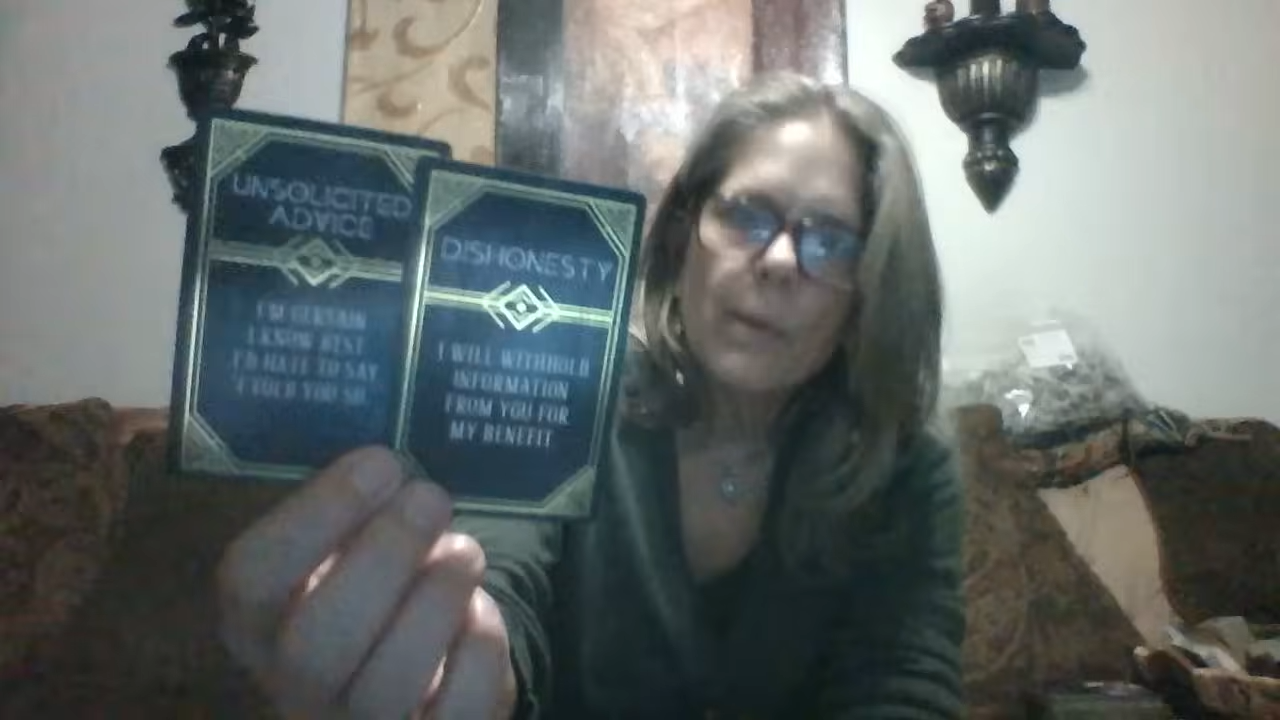 UNSOLICITED
ADVICE
I'M CERTAIN
I KNOW BEST
I'D HATE TO SAY
I TOLD YOU SO
DISHONESTY
I WILL WITHHOLD
INFORMATION
FROM YOU FOR
MY BENEFIT